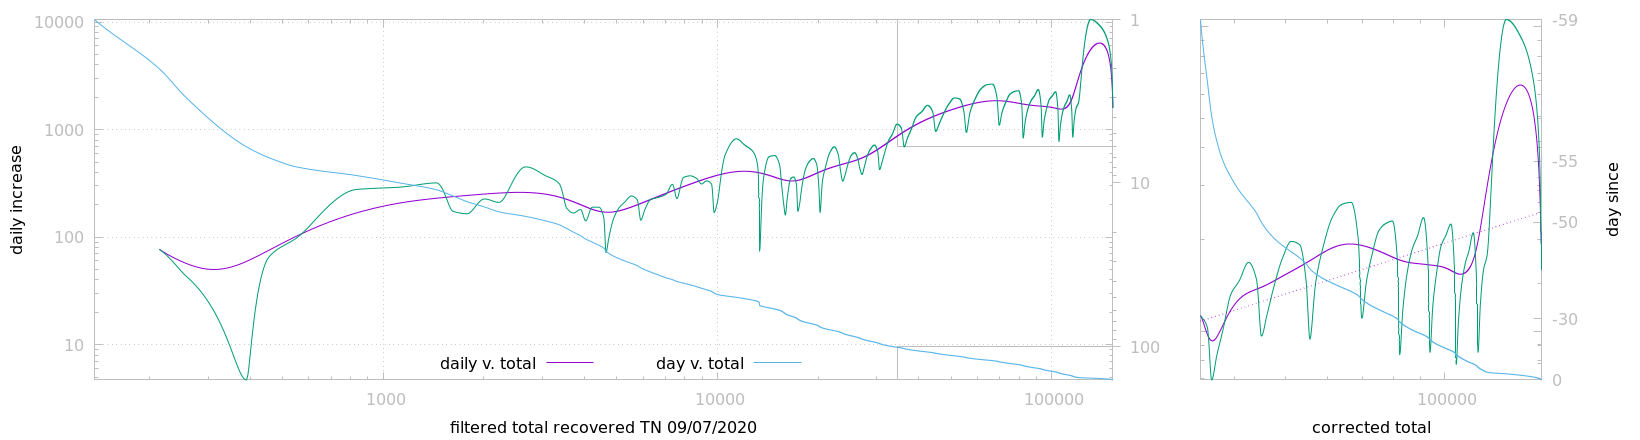 10000
1000
100
10
daily increase
1000
10000
100000
1
10
100
daily v. total
day v. total
filtered total recovered TN 09/07/2020
-59
-55
-50
-30
0
day since
100000
corrected total